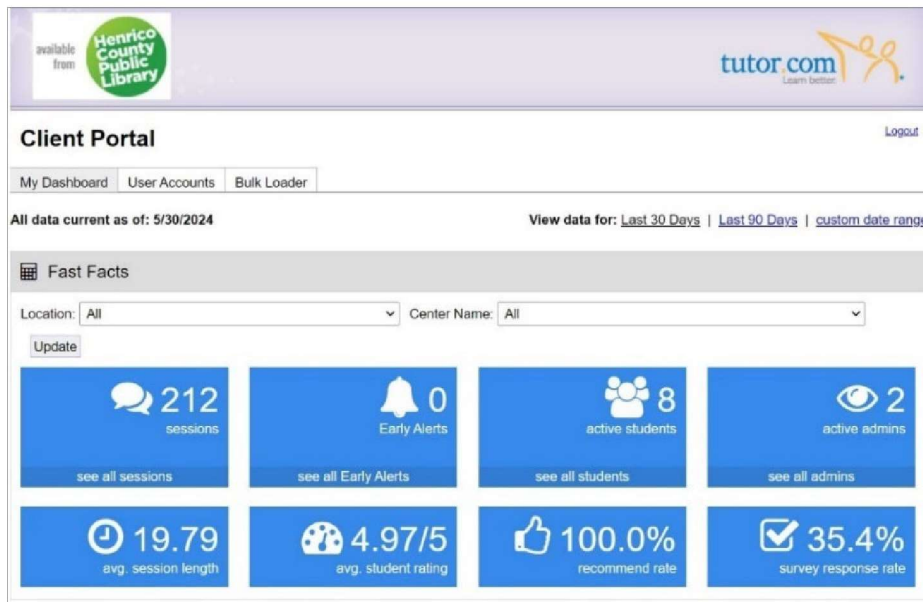 available
from
Henrico
County
Public
Library
tutor.com
Learn better.
Client Portal
Logout
My Dashboard User Accounts Bulk Loader
All data current as of: 5/30/2024
View data for: Last 30 Days | Last 90 Days | custom date range
Fast Facts
Location: All Center Name: All
Update
212
sessions
see all sessions
0
Early Alerts
see all Early Alerts
8
active students
see all students
2
active admins
see all admins
19.79
avg. session length
4.97/5
avg. student rating
100.0%
recommend rate
35.4%
survey response rate